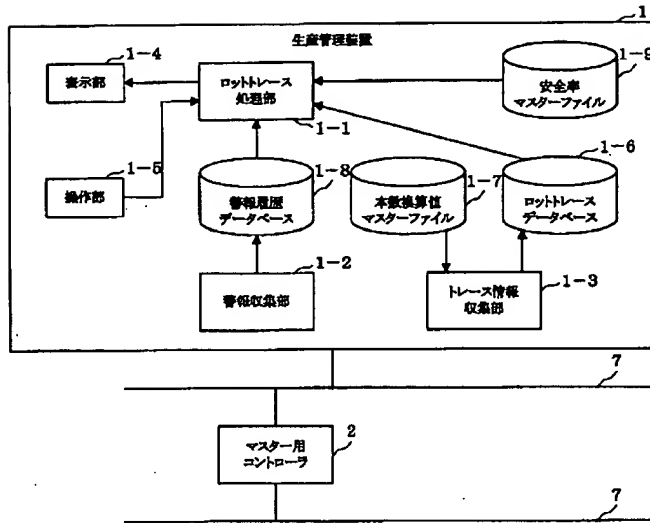 1
生産管理装置
1-4
表示部
ロットトレース
処理部
1-1
安全率
マスターファイル
1-9
1-5
操作部
1-8
警報履歴
データベース
1-7
本数換算値
マスターファイル
1-6
ロットトレース
データベース
1-2
警報収集部
1-3
トレース情報
収集部
7
2
マスター用
コントローラ
7